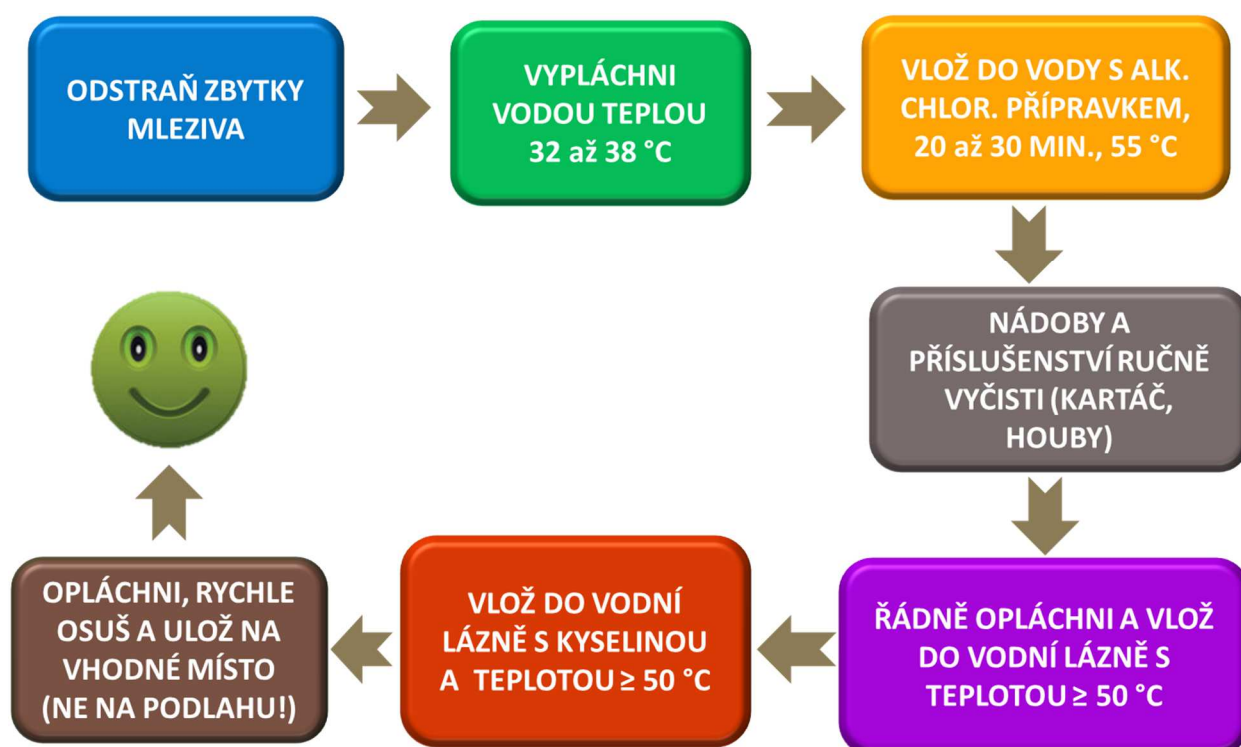 ODSTRAŇ ZBYTKY
MLEZIVA
VYPLÁCHNI
VODOU TEPLOU
32 až 38 °C
VLOŽ DO VODY S ALK.
CHLOR. PŘÍPRAVKEM,
20 až 30 MIN., 55 °C
NÁDOBY A
PŘÍSLUŠENSTVÍ RUČNĚ
VYČISTI (KARTÁČ,
HOUBY)
ŘÁDNĚ OPLÁCHNI A VLOŽ
DO VODNÍ LÁZNĚ S
TEPLOTOU ≥ 50 °C
VLOŽ DO VODNÍ
LÁZNĚ S KYSELINOU
A TEPLOTOU ≥ 50 °C
OPLÁCHNI, RYCHLE
OSUŠ A ULOŽ NA
VHODNÉ MÍSTO
(NE NA PODLAHU!)